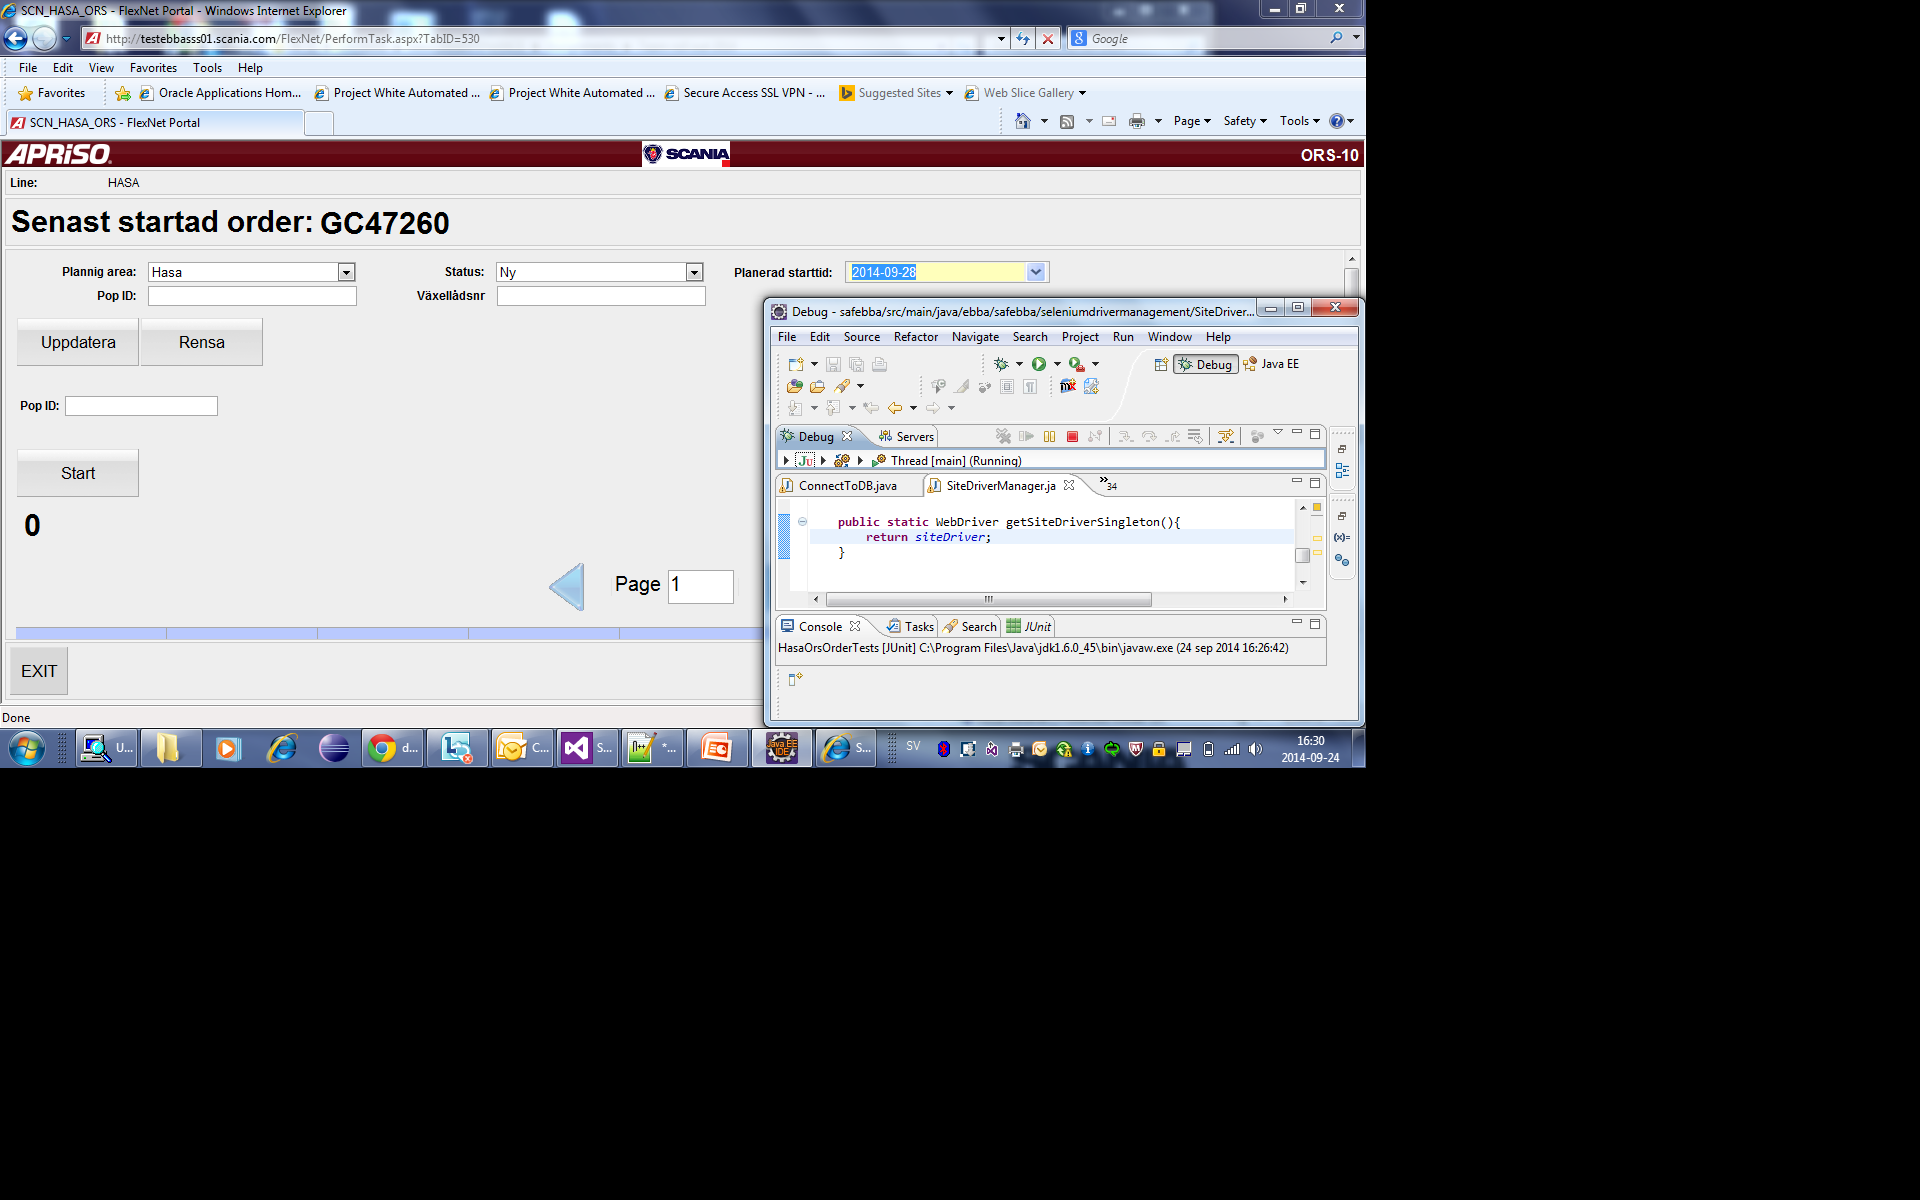 SCN_HASA_ORS - FlexNet Portal - Windows Internet Explorer
http://testebbasss01.scania.com/FlexNet/PerformTask.aspx?TabID=530
Google
File Edit View Favorites Tools Help
Favorites Oracle Applications Hom... Project White Automated ... Project White Automated ... Secure Access SSL VPN - ... Suggested Sites Web Slice Gallery
SCN_HASA_ORS - FlexNet Portal
Page Safety Tools
APRISO SCANIA ORS-10
Line: HASA
Senast startad order: GC47260
Plannig area: Hasa Status: Ny Planerad starttid: 2014-09-28
Pop ID: Växellådsnr
Uppdatera Rensa
Pop ID:
Start
0
Page 1
EXIT
Done
Debug - safebba/src/main/java/ebba/safebba/seleniumdrivermanagement/SiteDriver...
File Edit Source Refactor Navigate Search Project Run Window Help
Debug Java EE
Debug Servers
Thread [main] (Running)
ConnectToDB.java SiteDriverManager.ja »34
public static WebDriver getSiteDriverSingleton(){
return siteDriver;
}
Console Tasks Search JUnit
HasaOrsOrderTests [JUnit] C:\Program Files\Java\jdk1.6.0_45\bin\javaw.exe (24 sep 2014 16:26:42)
U... d... C... S... *... Java EE IDE S... SV
16:30
2014-09-24